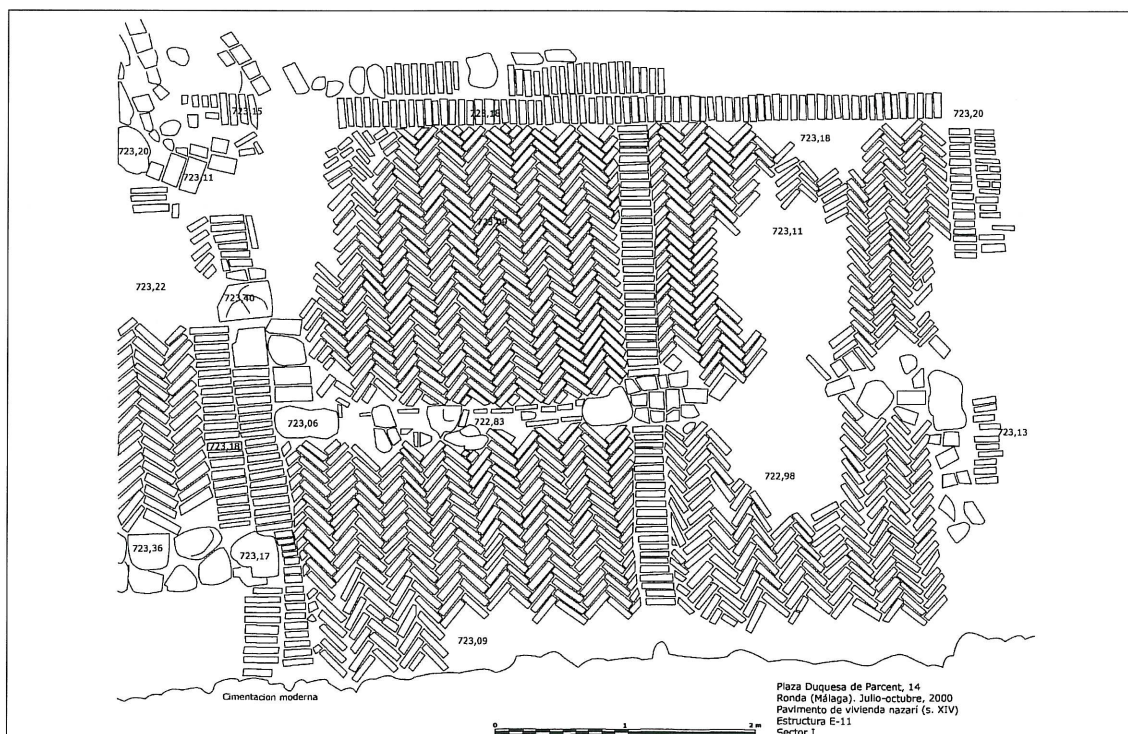 723,15
723,18
723,20
723,20
723,18
723,11
723,09
723,11
723,22
723,40
723,06
722,83
723,18
723,13
722,98
723,36
723,17
723,09
Cimentacion moderna
Plaza Duquesa de Parcent, 14
Ronda (Málaga). Julio-octubre, 2000
Pavimento de vivienda nazarí (s. XIV)
Estructura E-11
Sector I
0 1 2 m